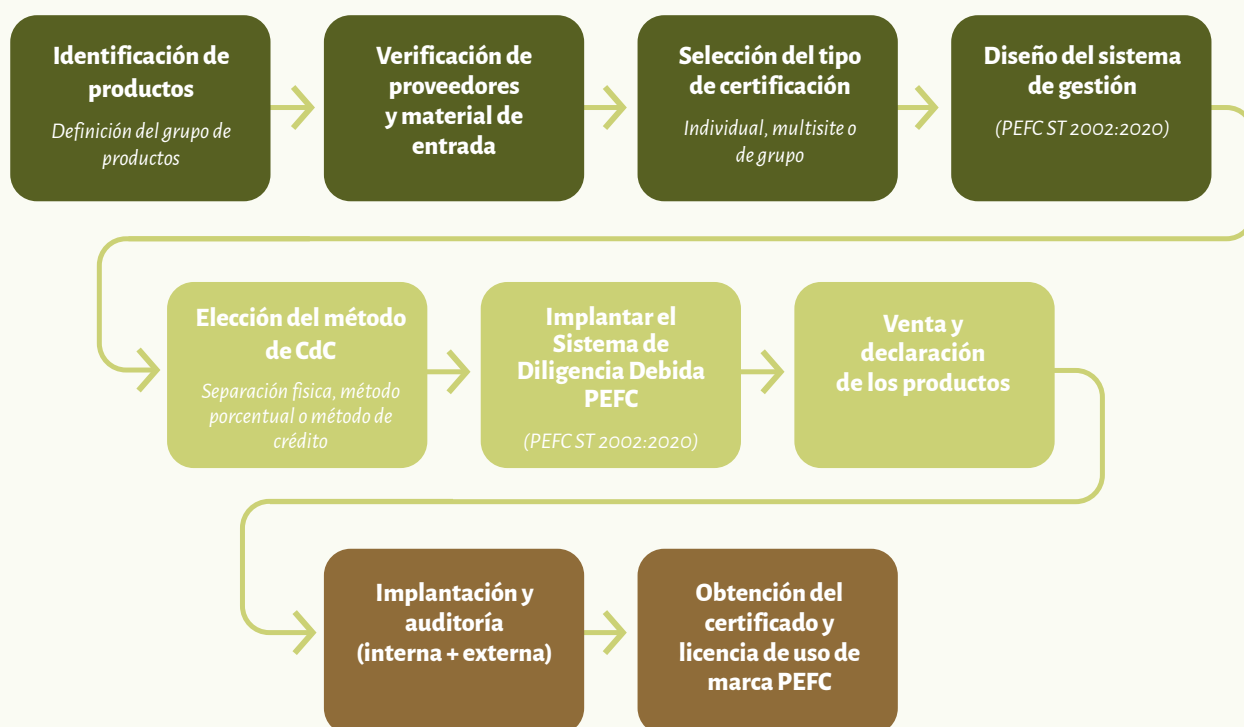 Identificación de
productos
Definición del grupo de
productos
Verificación de
proveedores
y material de
entrada
Selección del tipo
de certificación
Individual, multisite o
de grupo
Diseño del sistema
de gestión
(PEFC ST 2002:2020)
Elección del método
de CdC
Separación fisica, método
porcentual o método de
crédito
Implantar el
Sistema de
Diligencia Debida
PEFC
(PEFC ST 2002:2020)
Venta y
declaración
de los productos
Implantación y
auditoría
(interna + externa)
Obtención del
certificado y
licencia de uso de
marca PEFC